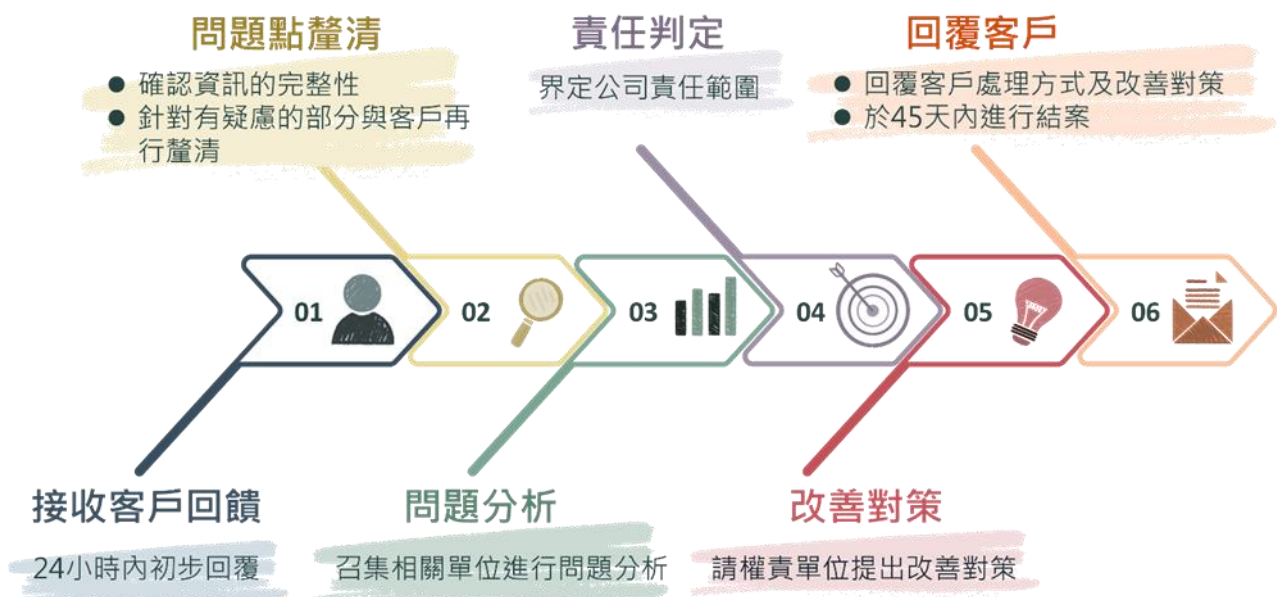 問題點釐清
● 確認資訊的完整性
● 針對有疑慮的部分與客戶再
行釐清
責任判定
界定公司責任範圍
回覆客戶
● 回覆客戶處理方式及改善對策
● 於45天內進行結案
01
02
03
04
05
06
接收客戶回饋
24小時內初步回覆
問題分析
召集相關單位進行問題分析
改善對策
請權責單位提出改善對策